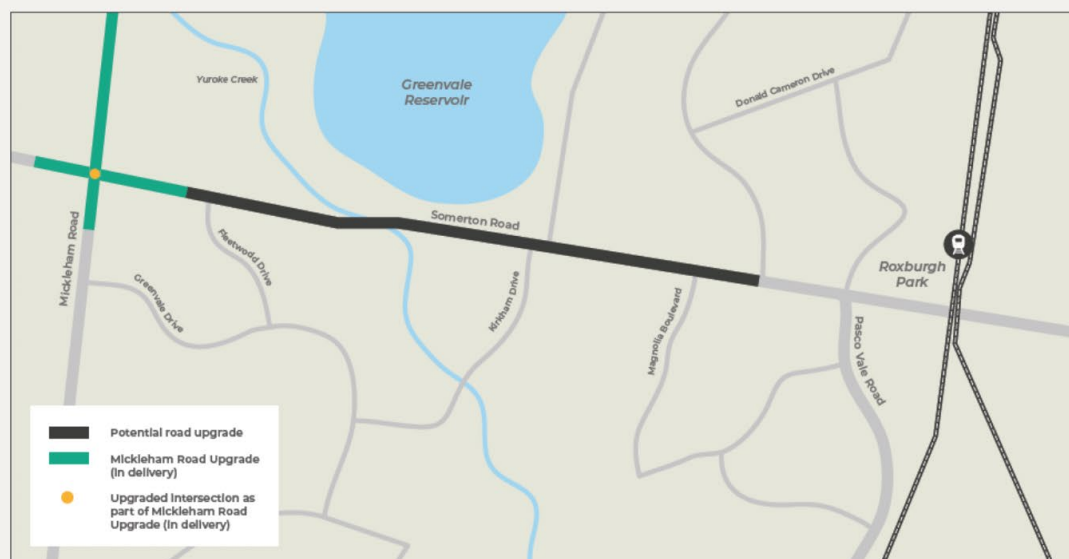 Yuroke Creek
Greenvale
Reservoir
Donald Cameron Drive
Somerton Road
Mickleham Road
Fleetwodd Drive
Greenvale Drive
Kirkham Drive
Magnolia Boulevard
Roxburgh
Park
Pasco Vale Road
Potential road upgrade
Mickleham Road Upgrade
(in delivery)
Upgraded intersection as
part of Mickleham Road
Upgrade (in delivery)